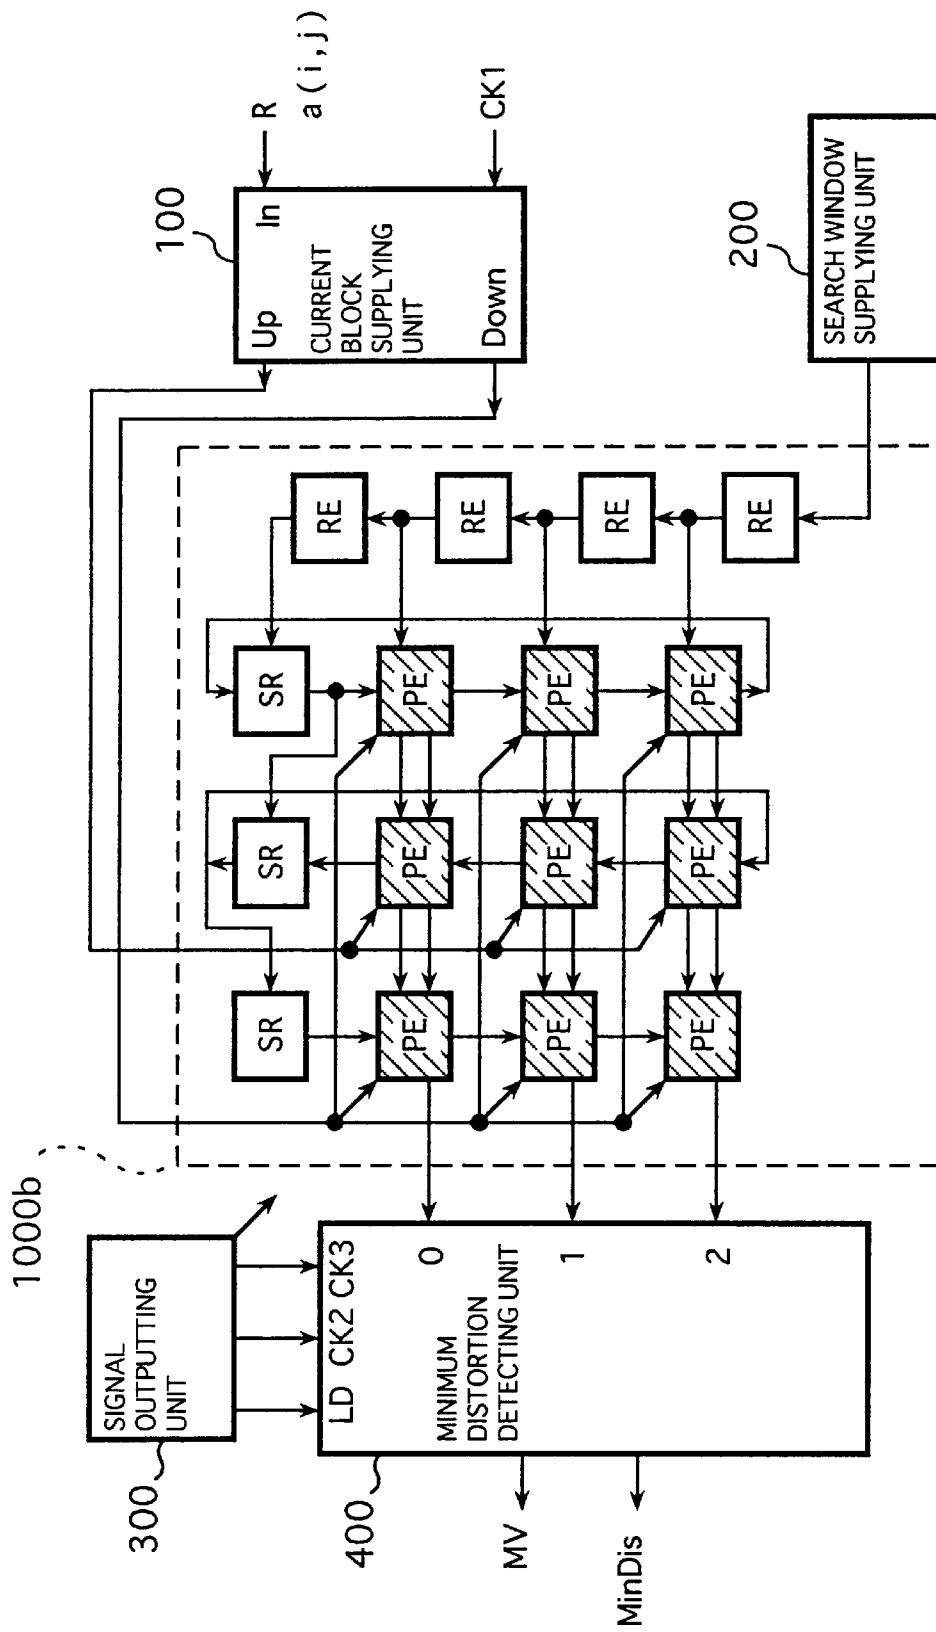 1000b
300
SIGNAL
OUTPUTTING
UNIT
LD CK2 CK3
400
MINIMUM
DISTORTION
DETECTING UNIT
0
1
2
MV
MinDis
SR
SR
SR
PE
PE
PE
PE
PE
PE
PE
PE
PE
RE
RE
RE
RE
100
Up
In
CURRENT
BLOCK
SUPPLYING
UNIT
Down
R
a(i,j)
CK1
200
SEARCH WINDOW
SUPPLYING UNIT